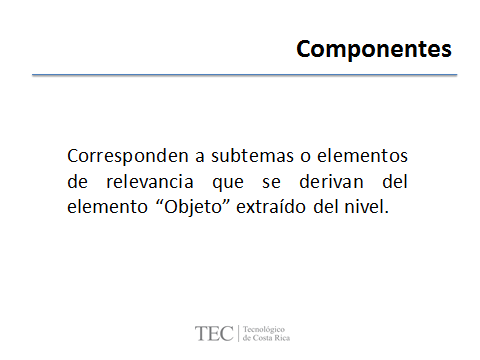 Componentes
Corresponden a subtemas o elementos
de relevancia que se derivan del
elemento “Objeto” extraído del nivel.
TEC | Tecnológico
de Costa Rica